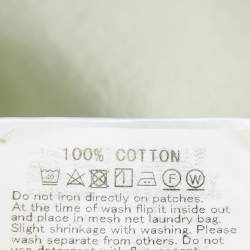 100% COTTON
Do not iron directly on patches.
At the time of wash flip it inside out
and place in mesh net laundry bag.
Slight shrinkage with washing. Please
wash separate from others. Do not